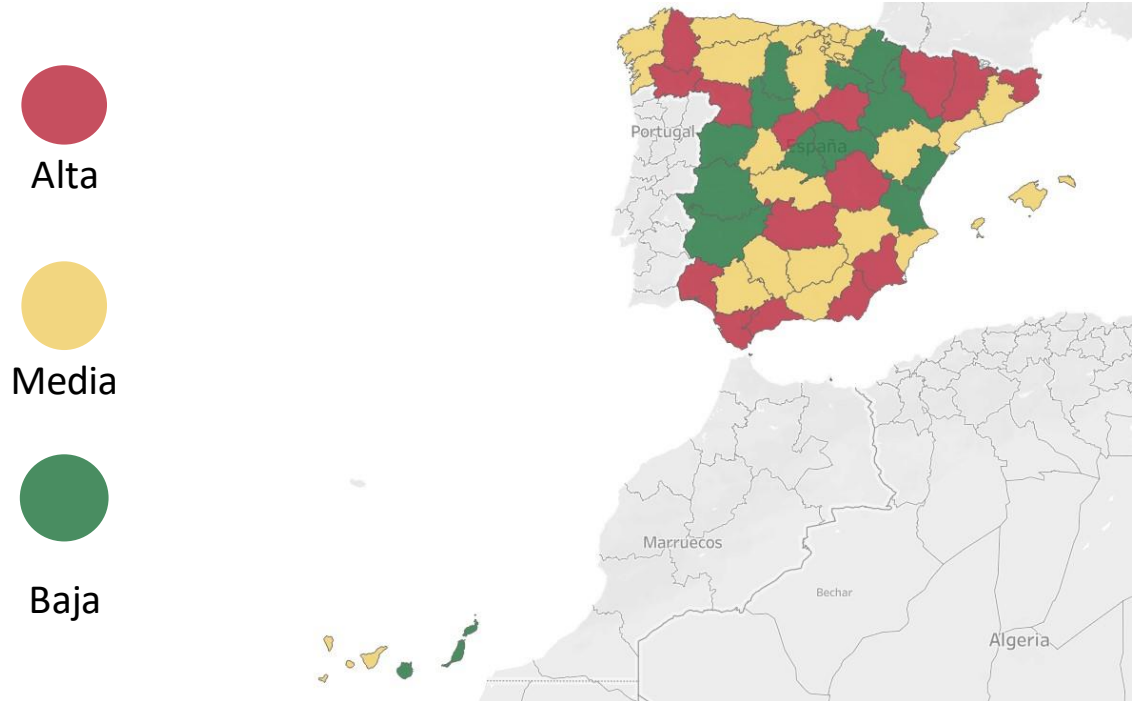 Alta
Media
Baja
Portugal
España
Marruecos
Bechar
Algeria